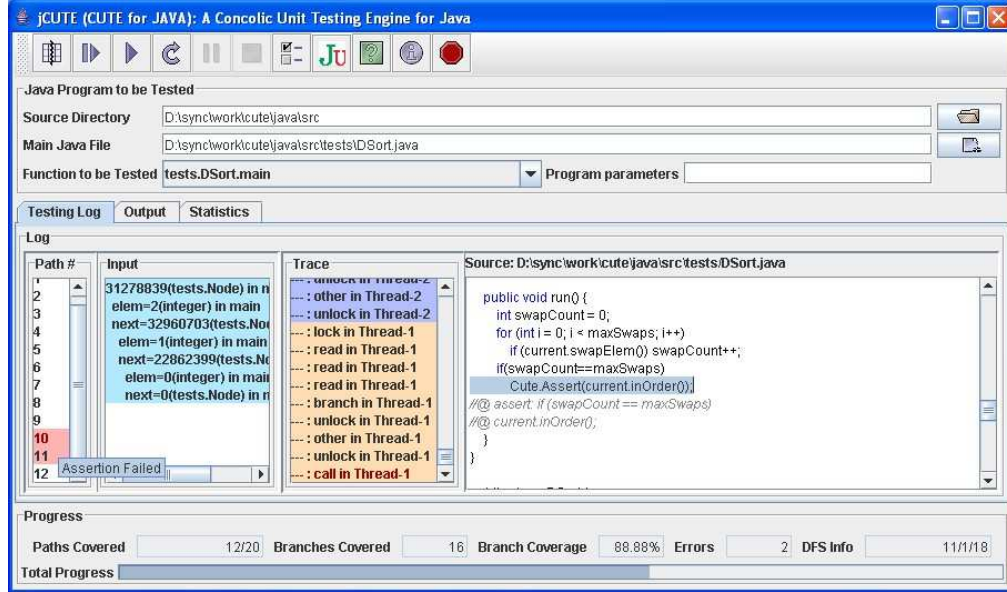 jCUTE (CUTE for JAVA): A Concolic Unit Testing Engine for Java
JU
Java Program to be Tested
Source Directory D:\sync\work\cute\java\src
Main Java File D:\sync\work\cute\java\src\tests\DSort.java
Function to be Tested tests.DSort.main Program parameters
Testing Log Output Statistics
Log
Path # Input Trace Source: D:\sync\work\cute\java\src\tests/DSort.java
2
3
4
5
6
7
8
9
10
11
12
Assertion Failed
31278839(tests.Node) in n
elem=2(integer) in main
next=32960703(tests.No
elem=1(integer) in main
next=22862399(tests.No
elem=0(integer) in mai
next=0(tests.Node) in n
--- : unlock in Thread-2
--- : other in Thread-2
--- : unlock in Thread-2
--- : lock in Thread-1
--- : read in Thread-1
--- : read in Thread-1
--- : read in Thread-1
--- : branch in Thread-1
--- : unlock in Thread-1
--- : other in Thread-1
--- : unlock in Thread-1
--- : call in Thread-1
public void run() {
int swapCount = 0;
for (int i = 0; i < maxSwaps; i++)
if (current.swapElem()) swapCount++;
if(swapCount==maxSwaps)
Cute.Assert(current.inOrder());
//@ assert: if (swapCount == maxSwaps)
//@ current.inOrder();
}
}
Progress
Paths Covered 12/20 Branches Covered 16 Branch Coverage 88.88% Errors 2 DFS Info 11/1/18
Total Progress